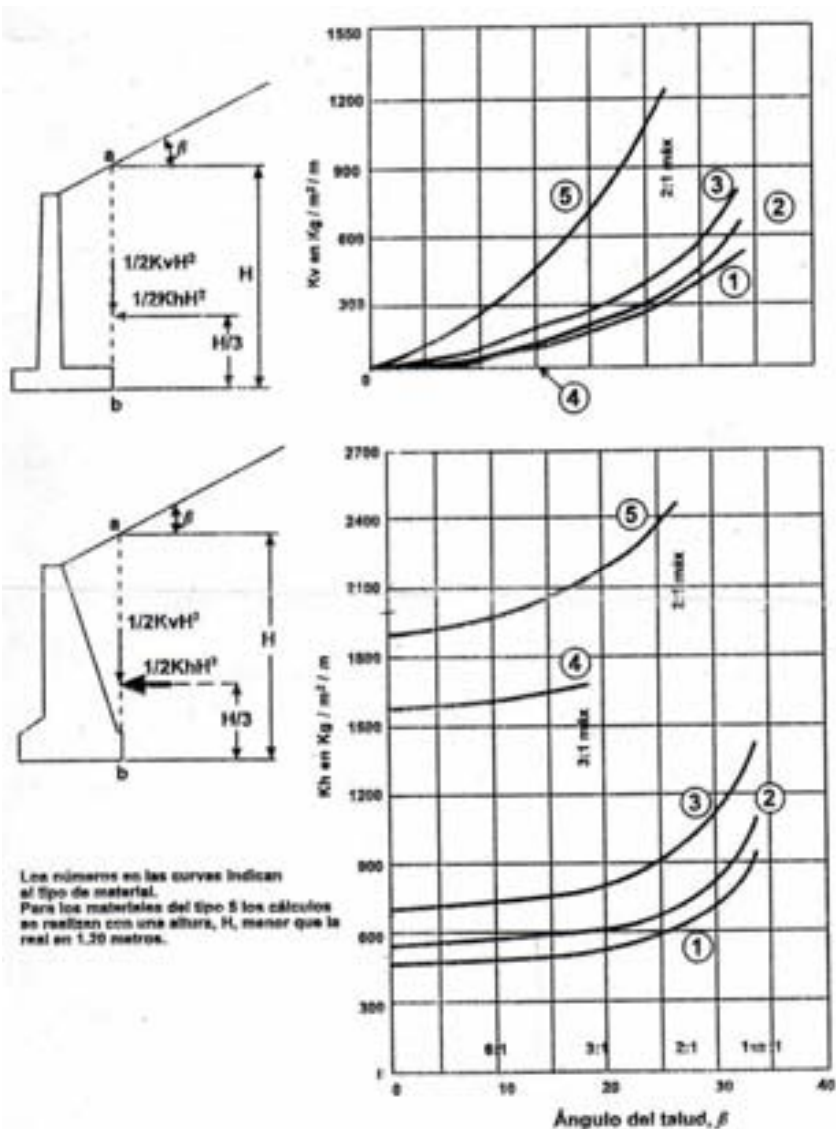 1550
1200
900
600
300
0
Kv en Kg / m² / m
2:1 máx
5
3
2
1
4
a
β
H
1/2KvH²
1/2KhH²
H/3
b
2700
2400
2100
1800
1500
1200
900
600
300
Kh en Kg / m² / m
5
4
3
2
1
2:1 máx
3:1 máx
6:1
3:1
2:1
0
10
20
30
40
Ángulo del talud, β
a
β
H
1/2KvH²
1/2KhH²
H/3
b
Los números en las curvas indican
al tipo de material.
Para los materiales del tipo 5 los cálculos
se realizan con una altura, H, menor que la
real en 1,20 metros.